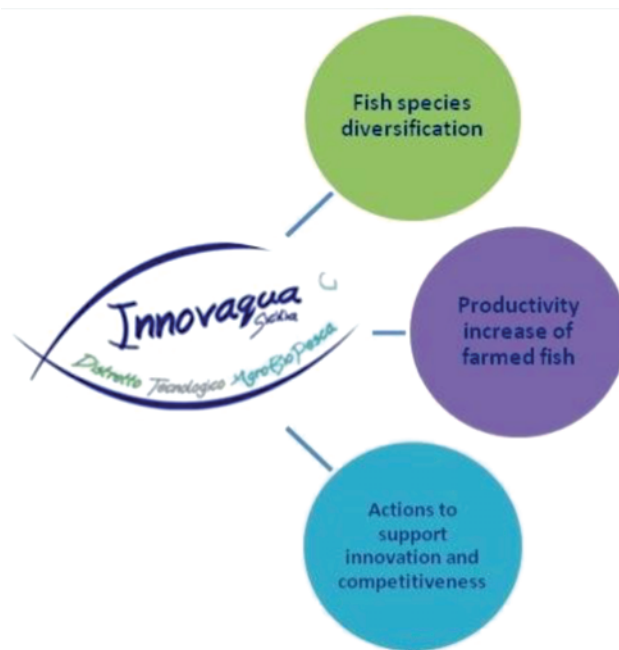 Fish species
diversification
Innovaqua
Sicilia
Distretto Tecnologico AgroBioPesca
Productivity
increase of
farmed fish
Actions to
support
innovation and
competitiveness